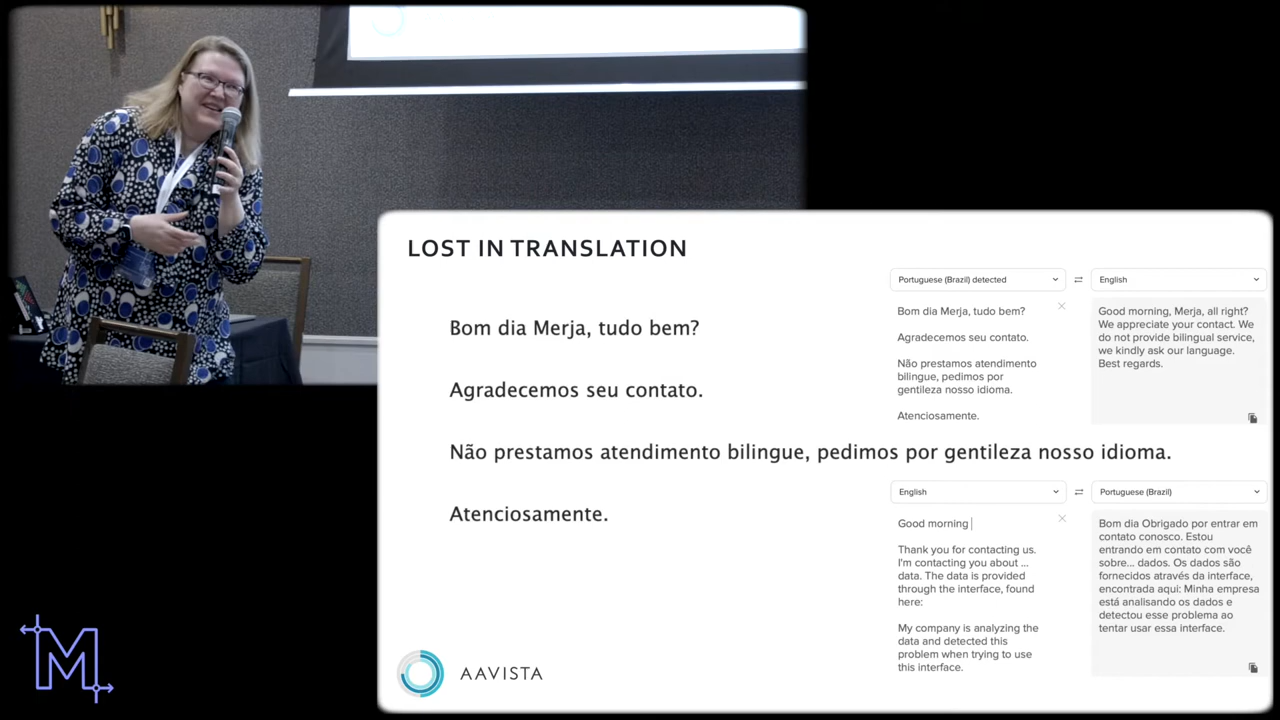 LOST IN TRANSLATION
Bom dia Merja, tudo bem?
Agradecemos seu contato.
Não prestamos atendimento bilingue, pedimos por gentileza nosso idioma.
Atenciosamente.
Portuguese (Brazil) detected
English
Bom dia Merja, tudo bem?
Agradecemos seu contato.
Não prestamos atendimento
bilingue, pedimos por
gentileza nosso idioma.
Atenciosamente.
Good morning, Merja, all right?
We appreciate your contact. We
do not provide bilingual service,
we kindly ask our language.
Best regards.
English
Portuguese (Brazil)
Good morning
Thank you for contacting us.
I'm contacting you about ...
data. The data is provided
through the interface, found
here:
My company is analyzing the
data and detected this
problem when trying to use
this interface.
Bom dia Obrigado por entrar em
contato conosco. Estou
entrando em contato com você
sobre... dados. Os dados são
fornecidos através da interface,
encontrada aqui: Minha empresa
está analisando os dados e
detectou esse problema ao
tentar usar essa interface.
AAVISTA
M